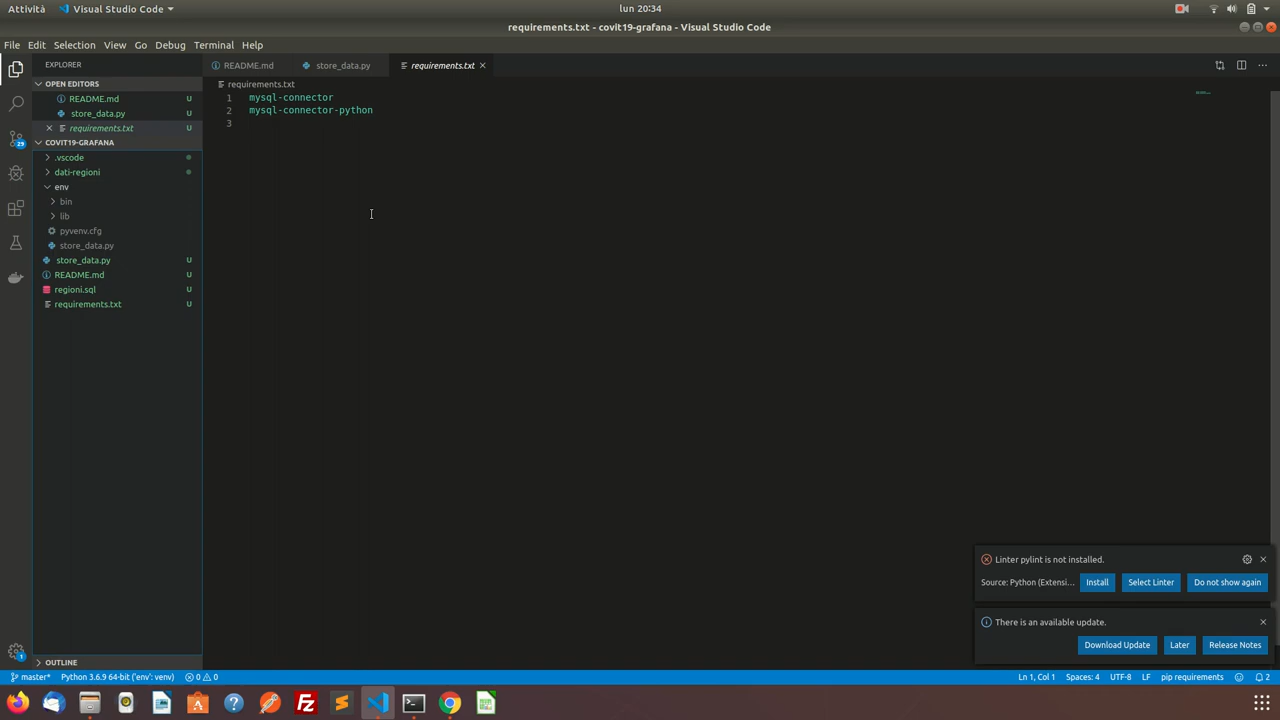 Attività
Visual Studio Code
lun 20:34
requirements.txt - covit19-grafana - Visual Studio Code
File Edit Selection View Go Debug Terminal Help
EXPLORER
OPEN EDITORS
README.md U
store_data.py U
requirements.txt U
COVIT19-GRAFANA
.vscode
dati-regioni
env
bin
lib
pyvenv.cfg
store_data.py
store_data.py U
README.md U
regioni.sql U
requirements.txt U
OUTLINE
README.md store_data.py requirements.txt
requirements.txt
1 mysql-connector
2 mysql-connector-python
3
Linter pylint is not installed.
Source: Python (Extensi... Install Select Linter Do not show again
There is an available update.
Download Update Later Release Notes
29
1
master* Python 3.6.9 64-bit ('env': venv) 0 0 Ln 1, Col 1 Spaces: 4 UTF-8 LF pip requirements 2